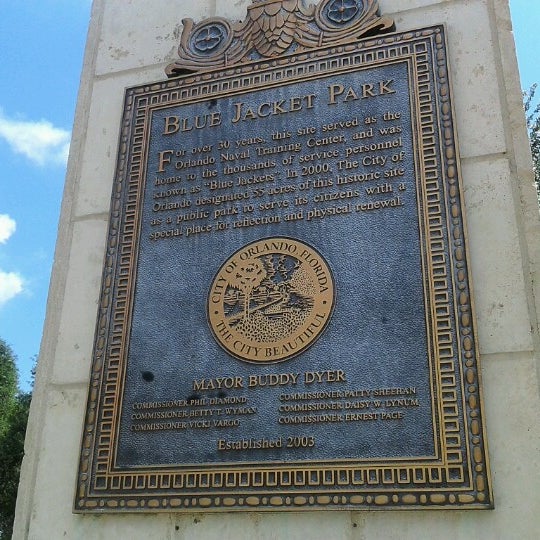 BLUE JACKET PARK
For over 30 years, this site served as the
Orlando Naval Training Center, and was
home to the thousands of service personnel
known as "Blue Jackets". In 2000, The City of
Orlando designated 55 acres of this historic site
as a public park to serve its citizens with a
special place for reflection and physical renewal.
CITY OF ORLANDO, FLORIDA
THE CITY BEAUTIFUL
MAYOR BUDDY DYER
COMMISSIONER PHIL DIAMOND
COMMISSIONER BETTY T. WYMAN
COMMISSIONER VICKI VARGO
COMMISSIONER PATTY SHEEHAN
COMMISSIONER DAISY W. LYNUM
COMMISSIONER ERNEST PAGE
Established 2003